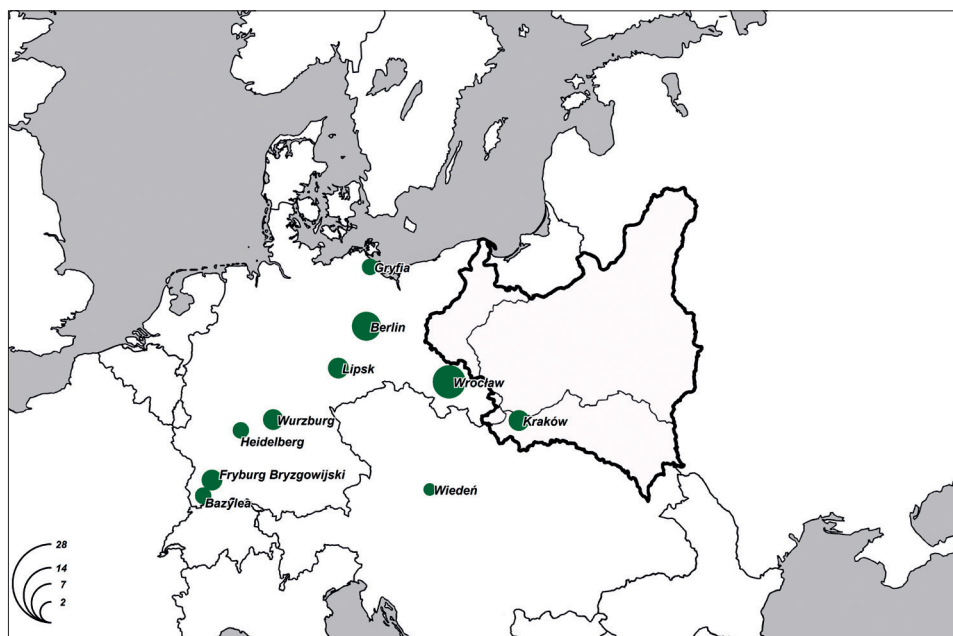 Gryfia
Berlin
Lipsk
Wrocław
Wurzburg
Kraków
Heidelberg
Fryburg Bryzgowijski
Wiedeń
Bazylea
28
14
7
2